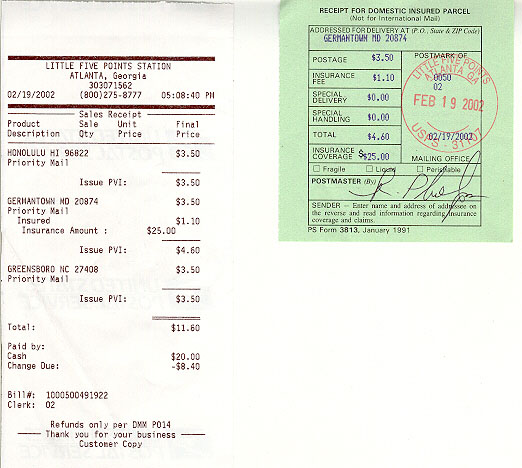 LITTLE FIVE POINTS STATION
ATLANTA, Georgia
303071562
02/19/2002 (800)275-8777 05:08:40 PM
Sales Receipt
Product Sale Unit Final
Description Qty Price Price
HONOLULU HI 96822 $3.50
Priority Mail
Issue PVI: $3.50
GERMANTOWN MD 20874 $3.50
Priority Mail
Insured $1.10
Insurance Amount : $25.00
Issue PVI: $4.60
GREENSBORO NC 27408 $3.50
Priority Mail
Issue PVI: $3.50
Total: $11.60
Paid by:
Cash $20.00
Change Due: -$8.40
Bill#: 1000500491922
Clerk: 02
Refunds only per DMM P014
Thank you for your business
Customer Copy
RECEIPT FOR DOMESTIC INSURED PARCEL
(Not for International Mail)
ADDRESSED FOR DELIVERY AT (P.O., State & ZIP Code)
GERMANTOWN MD 20874
POSTAGE $3.50 POSTMARK OF
INSURANCE FEE $1.10 0050
02
SPECIAL DELIVERY $0.00
SPECIAL HANDLING $0.00
TOTAL $4.60 02/19/2002
INSURANCE COVERAGE $ $25.00 MAILING OFFICE
LITTLE FIVE POINTS
ATLANTA GA
FEB 19 2002
USPS - 31107
Fragile Liquid Perishable
POSTMASTER (By)
SENDER — Enter name and address of addressee on
the reverse and read information regarding insurance
coverage and claims.
PS Form 3813, January 1991